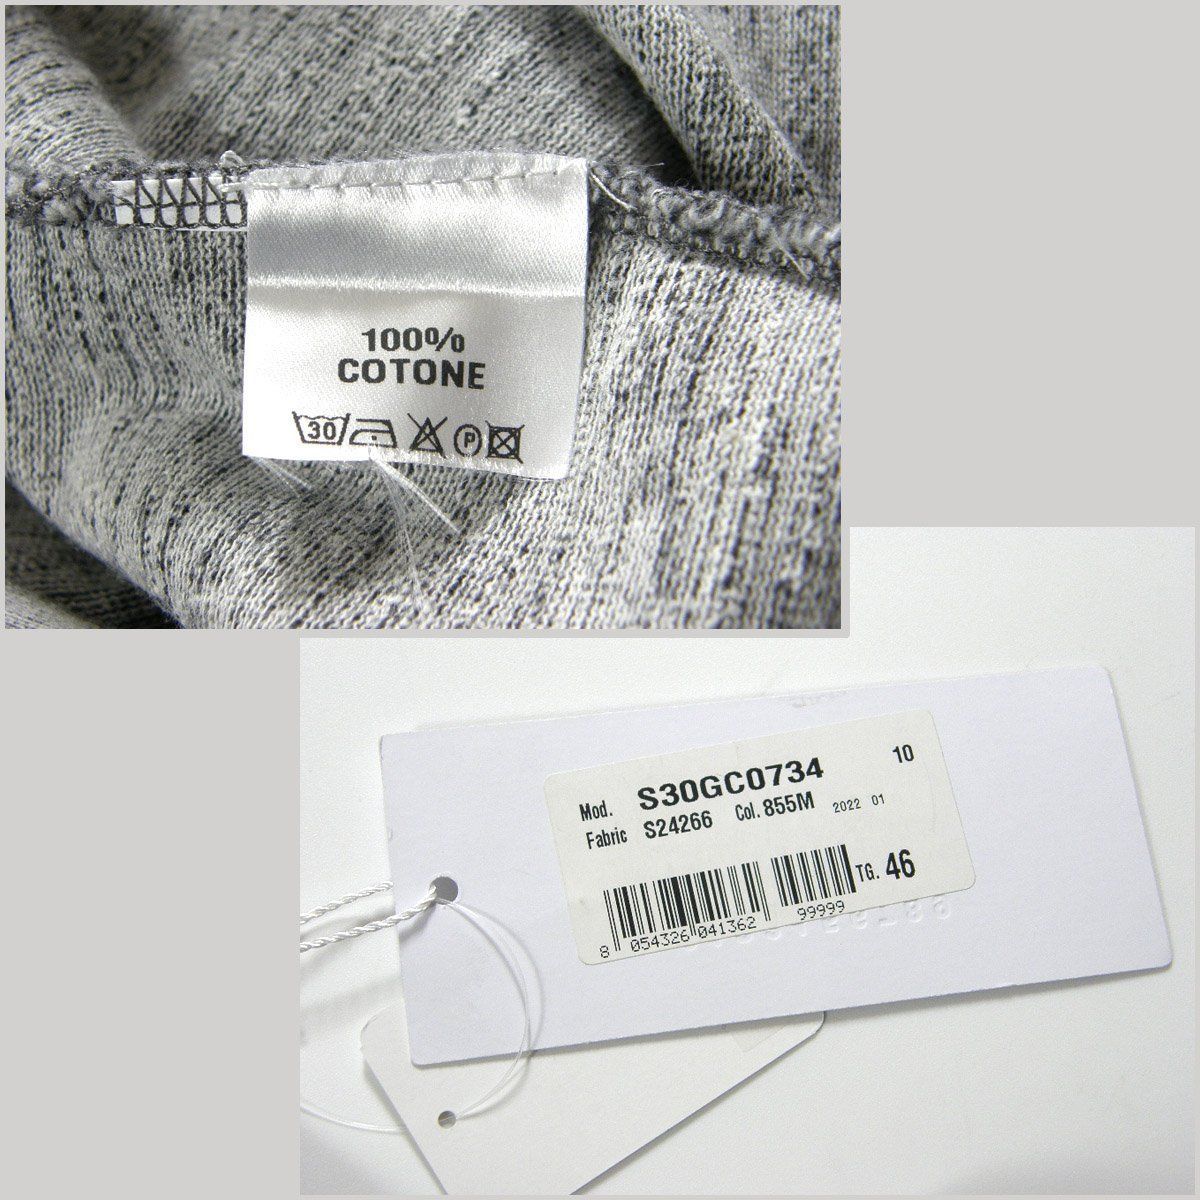 100%
COTONE
30 P
Mod. S30GC0734 10
Fabric S24266 Col. 855M 2022 01
TG. 46
8 054326 041362 99999